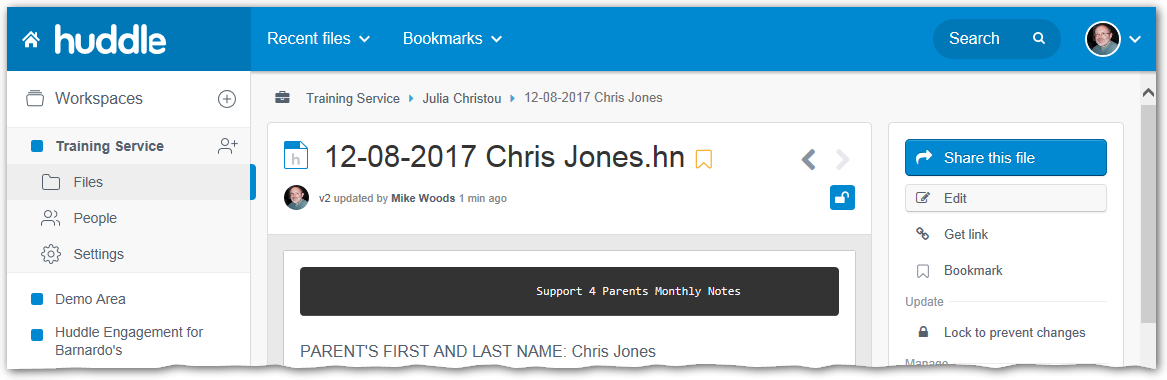 huddle
Recent files
Bookmarks
Search
Workspaces
Training Service
Files
People
Settings
Demo Area
Huddle Engagement for
Barnardo's
Training Service Julia Christou 12-08-2017 Chris Jones
h 12-08-2017 Chris Jones.hn
v2 updated by Mike Woods 1 min ago
Support 4 Parents Monthly Notes
PARENT'S FIRST AND LAST NAME: Chris Jones
Share this file
Edit
Get link
Bookmark
Update
Lock to prevent changes
Manage